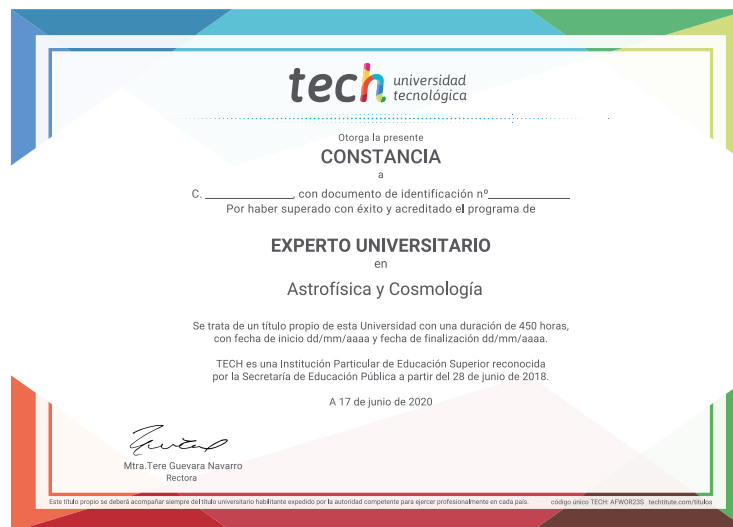 tech universidad
tecnológica
Otorga la presente
CONSTANCIA
a
C. ______________, con documento de identificación nº______________
Por haber superado con éxito y acreditado el programa de
EXPERTO UNIVERSITARIO
en
Astrofísica y Cosmología
Se trata de un título propio de esta Universidad con una duración de 450 horas,
con fecha de inicio dd/mm/aaaa y fecha de finalización dd/mm/aaaa.
TECH es una Institución Particular de Educación Superior reconocida
por la Secretaría de Educación Pública a partir del 28 de junio de 2018.
A 17 de junio de 2020
Mtra.Tere Guevara Navarro
Rectora
Este título propio se deberá acompañar siempre del título universitario habilitante expedido por la autoridad competente para ejercer profesionalmente en cada país. código único TECH: AFWOR23S techtitute.com/titulos